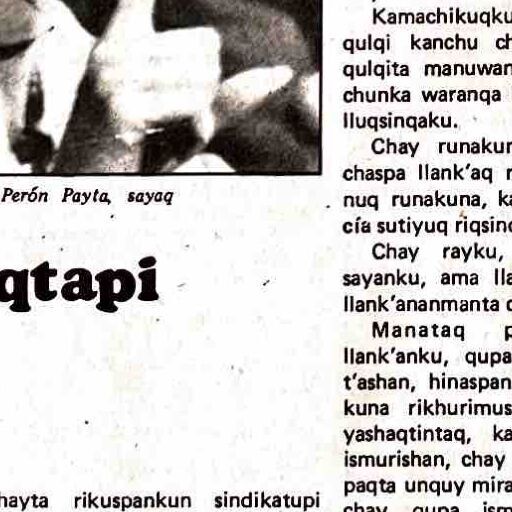 Perón Payta, sayaq
qtapi
hayta rikuspankun sindikatupi
Kamachikuqku
qulqi kanchu ch
qulqita manuwan
chunka waranqa
lluqsinqaku.
Chay runakun
chaspa llank'aq
nuq runakuna, ka
cía sutiyuq riqsinc
Chay rayku,
sayanku, ama lla
llank'ananmanta
Manataq p
llank'anku, qupa
t'ashan, hinaspan
kuna rikhurimus
yashaqtintaq, ka
ismurishan, chay
paqta unquy mira
chay qupa ism